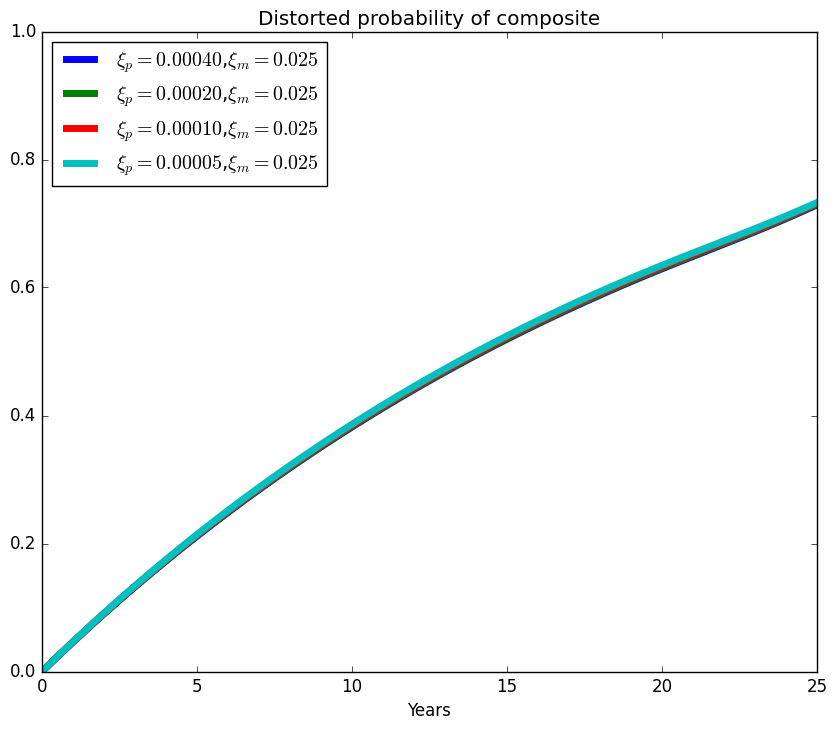 Distorted probability of composite
1.0
ξ_p = 0.00040,ξ_m = 0.025
ξ_p = 0.00020,ξ_m = 0.025
ξ_p = 0.00010,ξ_m = 0.025
ξ_p = 0.00005,ξ_m = 0.025
0.8
0.6
0.4
0.2
0.0
0 5 10 15 20 25
Years